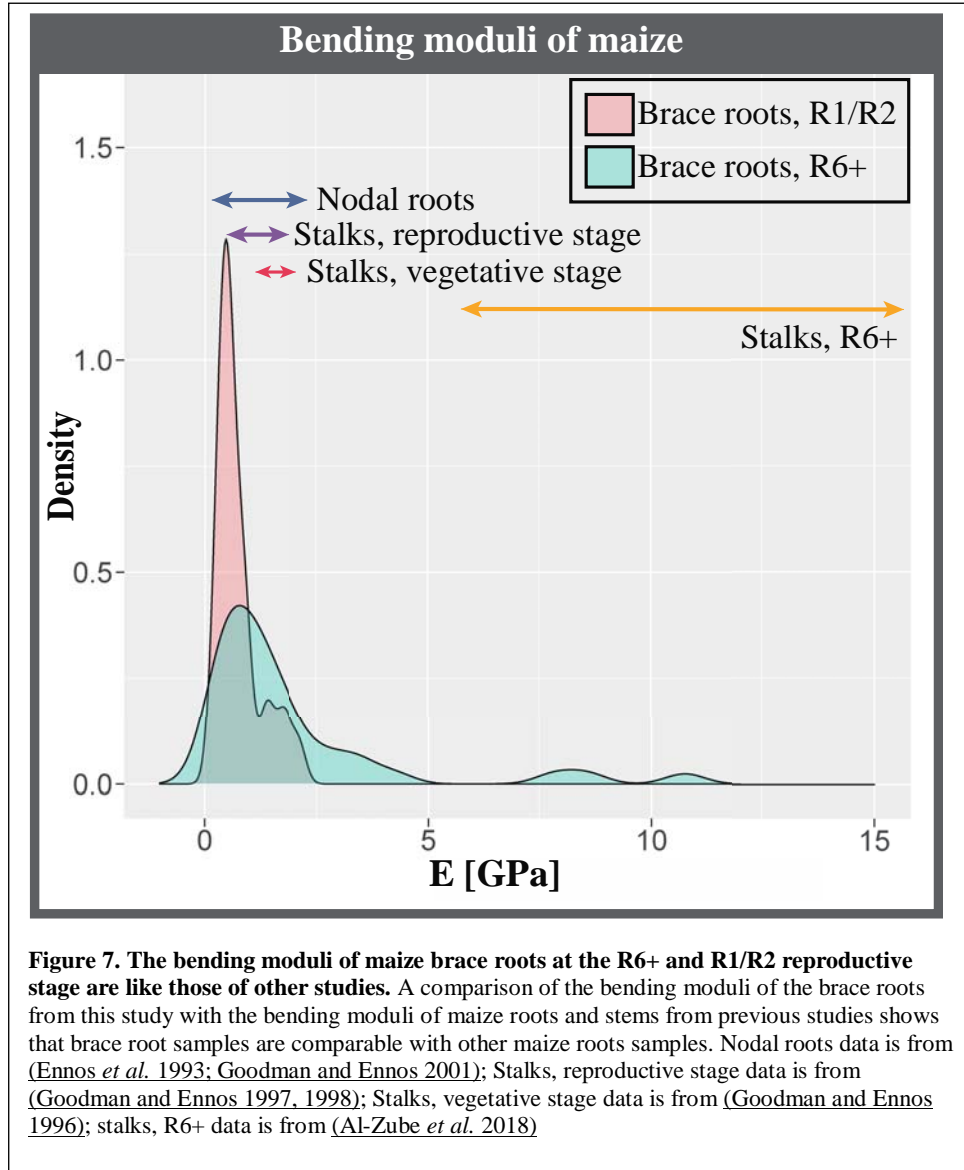 Bending moduli of maize
Brace roots, R1/R2
Brace roots, R6+
1.5
Nodal roots
Stalks, reproductive stage
Stalks, vegetative stage
Stalks, R6+
1.0
Density
0.5
0.0
0
5
10
15
E [GPa]
Figure 7. The bending moduli of maize brace roots at the R6+ and R1/R2 reproductive
stage are like those of other studies. A comparison of the bending moduli of the brace roots
from this study with the bending moduli of maize roots and stems from previous studies shows
that brace root samples are comparable with other maize roots samples. Nodal roots data is from
(Ennos et al. 1993; Goodman and Ennos 2001); Stalks, reproductive stage data is from
(Goodman and Ennos 1997, 1998); Stalks, vegetative stage data is from (Goodman and Ennos
1996); stalks, R6+ data is from (Al-Zube et al. 2018)